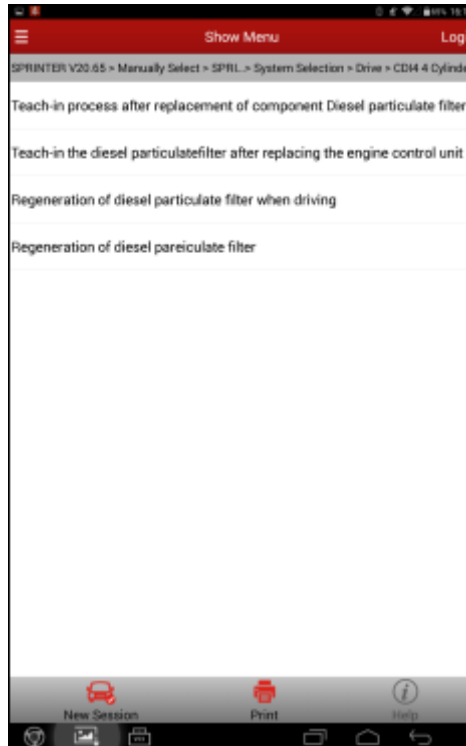 Show Menu
Log
SPRINTER V20.65 > Manually Select > SPRI...> System Selection > Drive > CDI4 4 Cylinde
Teach-in process after replacement of component Diesel particulate filter
Teach-in the diesel particulatefilter after replacing the engine control unit
Regeneration of diesel particulate filter when driving
Regeneration of diesel pareiculate filter
New Session
Print
Help